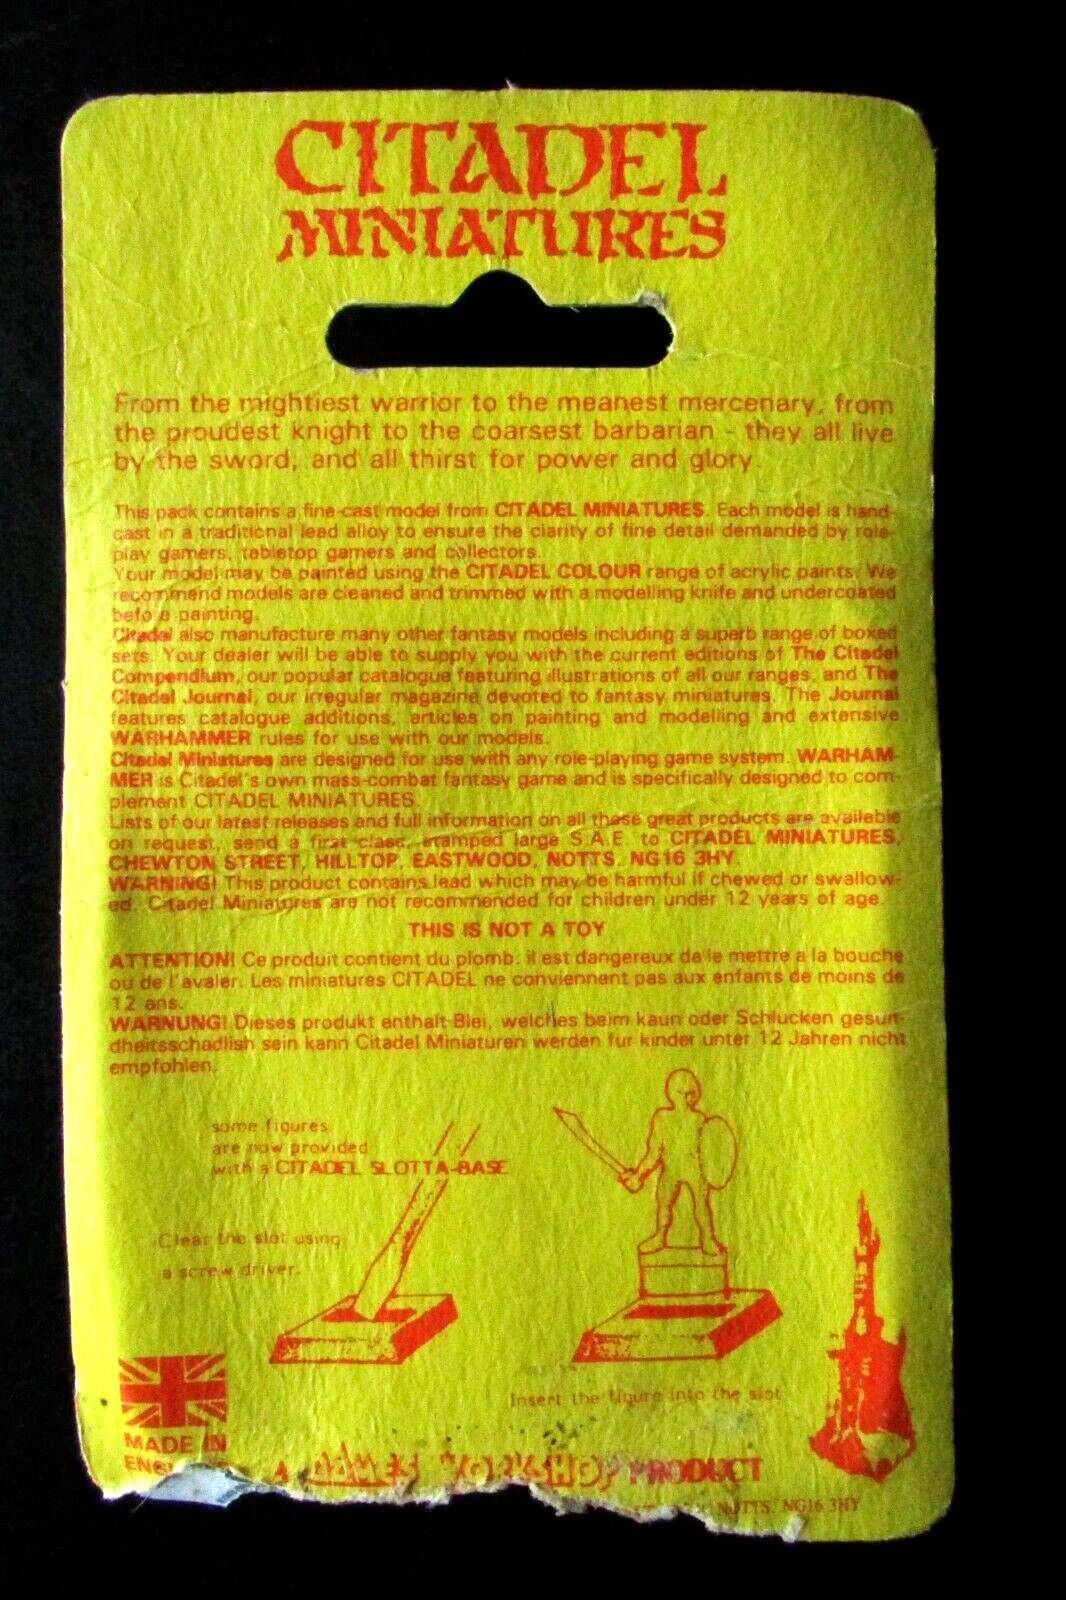 CITADEL
MINIATURES
From the mightiest warrior to the meanest mercenary, from
the proudest knight to the coarsest barbarian - they all live
by the sword, and all thirst for power and glory.
This pack contains a fine-cast model from CITADEL MINIATURES. Each model is hand-
cast in a traditional lead alloy to ensure the clarity of fine detail demanded by role-
play gamers, tabletop gamers and collectors.
Your model may be painted using the CITADEL COLOUR range of acrylic paints. We
recommend models are cleaned and trimmed with a modelling knife and undercoated
before painting.
Citadel also manufacture many other fantasy models including a superb range of boxed
sets. Your dealer will be able to supply you with the current editions of The Citadel
Compendium, our popular catalogue featuring illustrations of all our ranges, and The
Citadel Journal, our irregular magazine devoted to fantasy miniatures. The Journal
features catalogue additions, articles on painting and modelling and extensive
WARHAMMER rules for use with our models.
Citadel Miniatures are designed for use with any role-playing game system. WARHAM-
MER is Citadel's own mass-combat fantasy game and is specifically designed to com-
plement CITADEL MINIATURES.
Lists of our latest releases and full information on all these great products are available
on request, send a first class, stamped large S.A.E. to CITADEL MINIATURES,
CHEWTON STREET, HILLTOP, EASTWOOD, NOTTS. NG16 3HY.
WARNING! This product contains lead which may be harmful if chewed or swallow-
ed. Citadel Miniatures are not recommended for children under 12 years of age.
THIS IS NOT A TOY
ATTENTION! Ce produit contient du plomb. il est dangereux de le mettre a la bouche
ou de l'avaler. Les miniatures CITADEL ne conviennent pas aux enfants de moins de
12 ans.
WARNUNG! Dieses produkt enthalt Blei, welches beim kaun oder Schlucken gesun-
dheitsschadlish sein kann Citadel Miniaturen werden fur kinder unter 12 Jahren nicht
empfohlen.
some figures
are now provided
with a CITADEL SLOTTA-BASE
Clear the slot using
a screw driver.
Insert the figure into the slot
MADE IN
A GAMES WORKSHOP PRODUCT
NOTTS. NG16 3HY